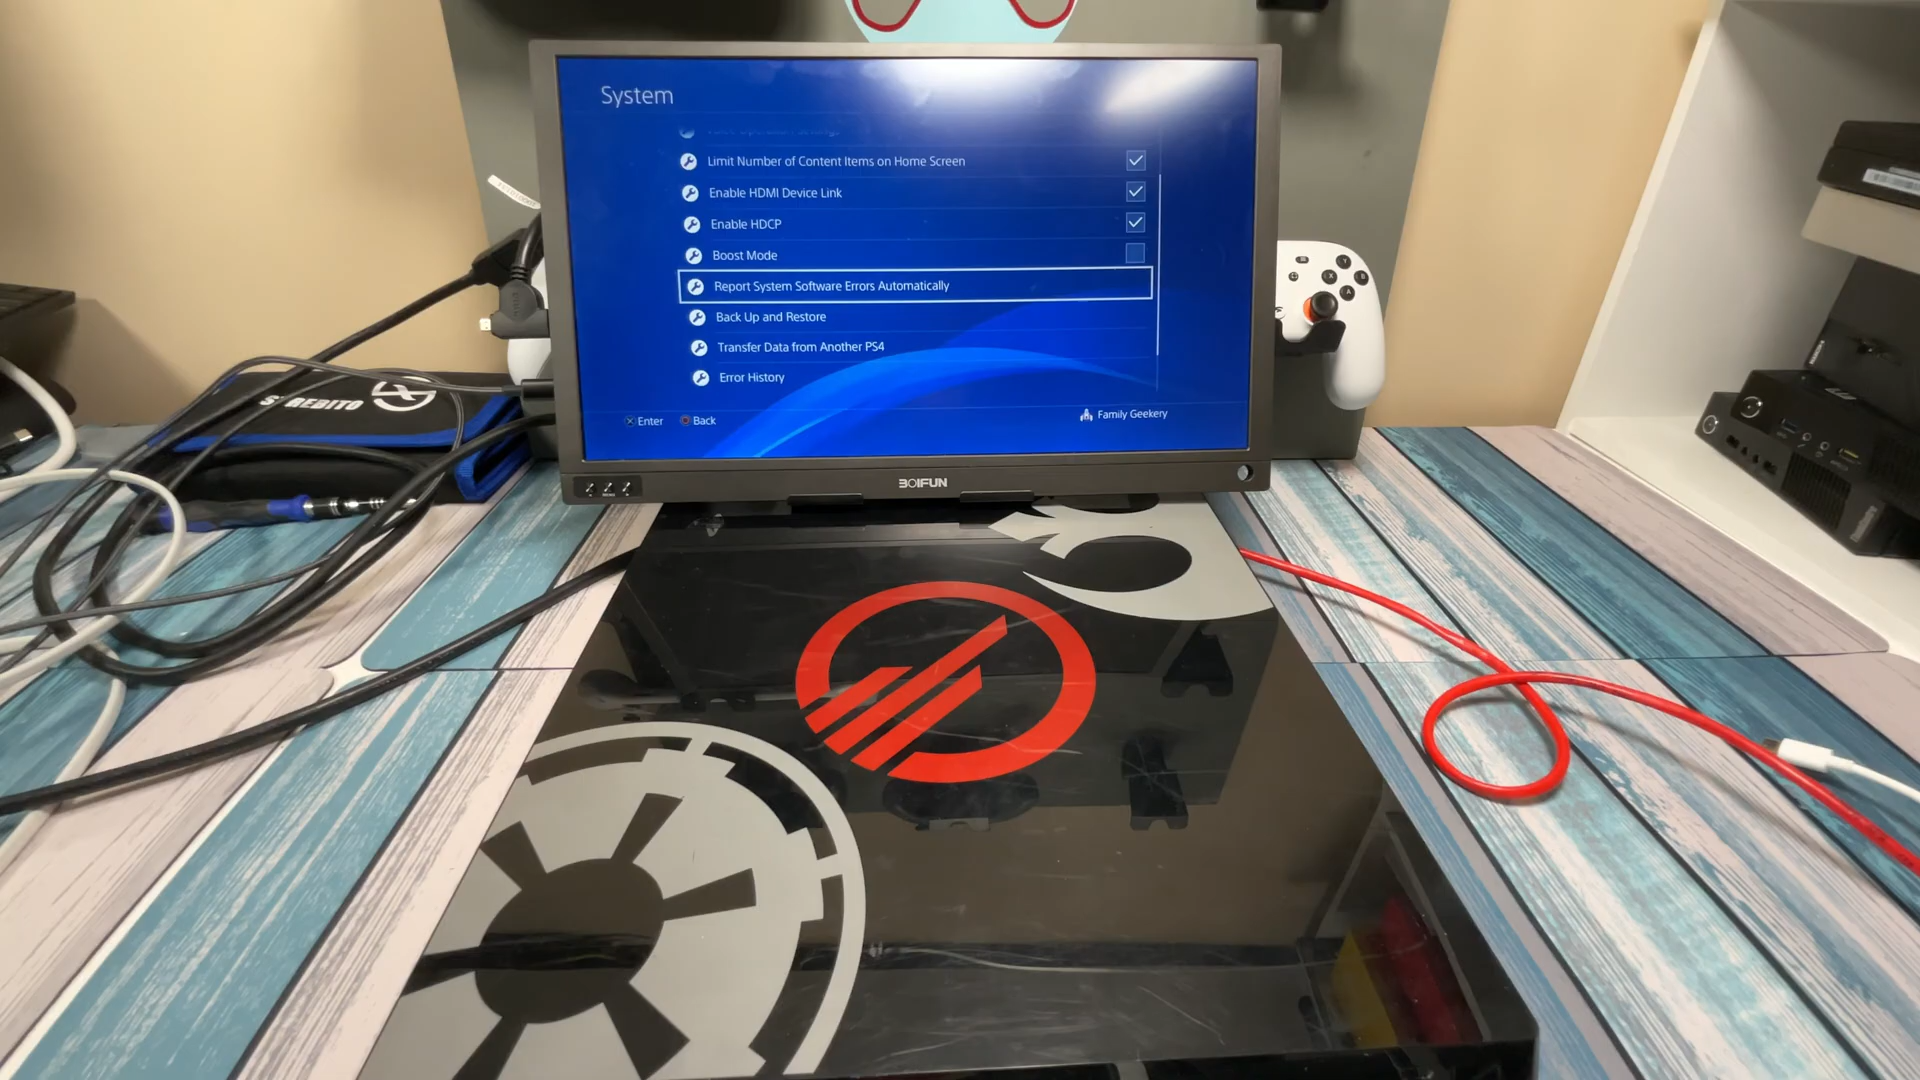 System
Limit Number of Content Items on Home Screen
Enable HDMI Device Link
Enable HDCP
Boost Mode
Report System Software Errors Automatically
Back Up and Restore
Transfer Data from Another PS4
Error History
Enter
Back
Family Geekery
BOIFUN
MENU
STREBITO
Y
X
B
A